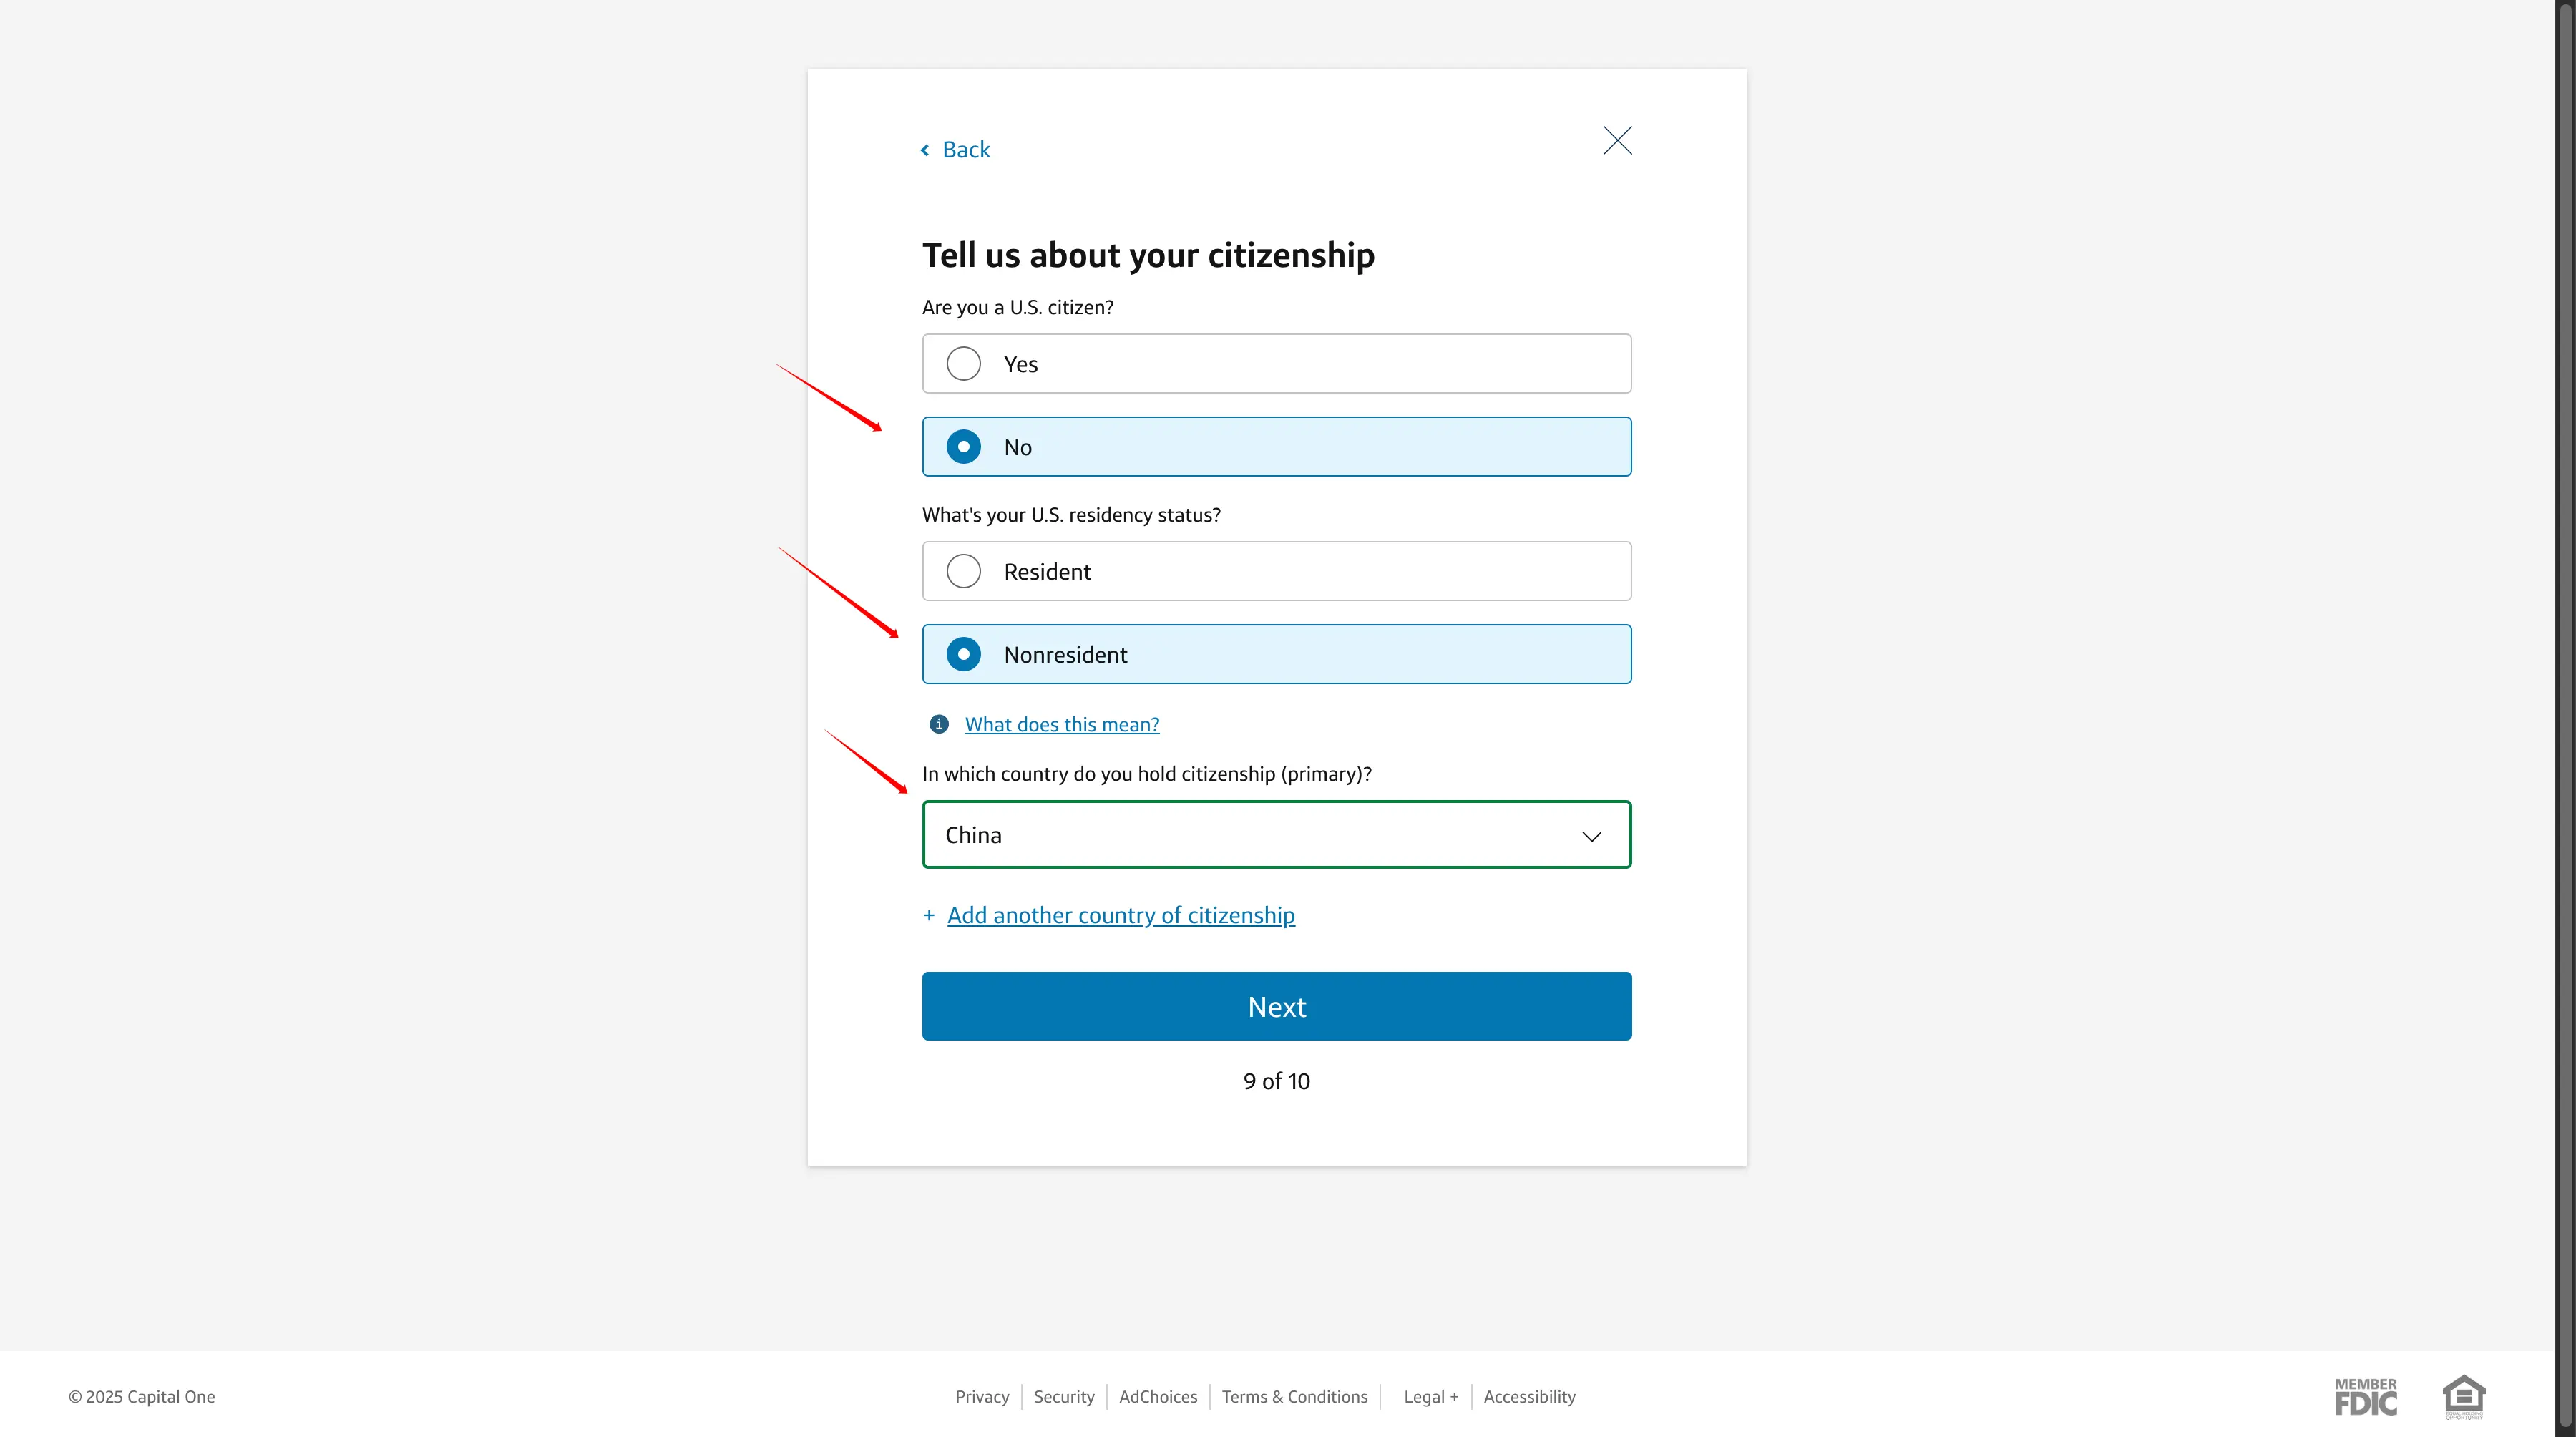 Back
Tell us about your citizenship
Are you a U.S. citizen?
Yes
No
What's your U.S. residency status?
Resident
Nonresident
What does this mean?
In which country do you hold citizenship (primary)?
China
+ Add another country of citizenship
Next
9 of 10
© 2025 Capital One
Privacy
Security
AdChoices
Terms & Conditions
Legal +
Accessibility
MEMBER
FDIC